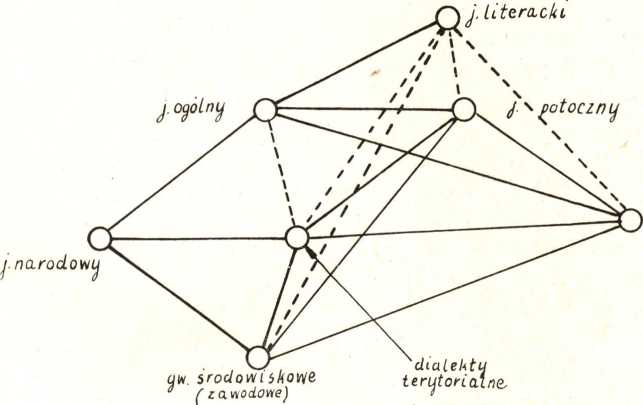 j. literacki
j. ogólny
j. potoczny
j. narodowy
dialekty
terytorialne
gw. środowiskowe
(zawodowe)